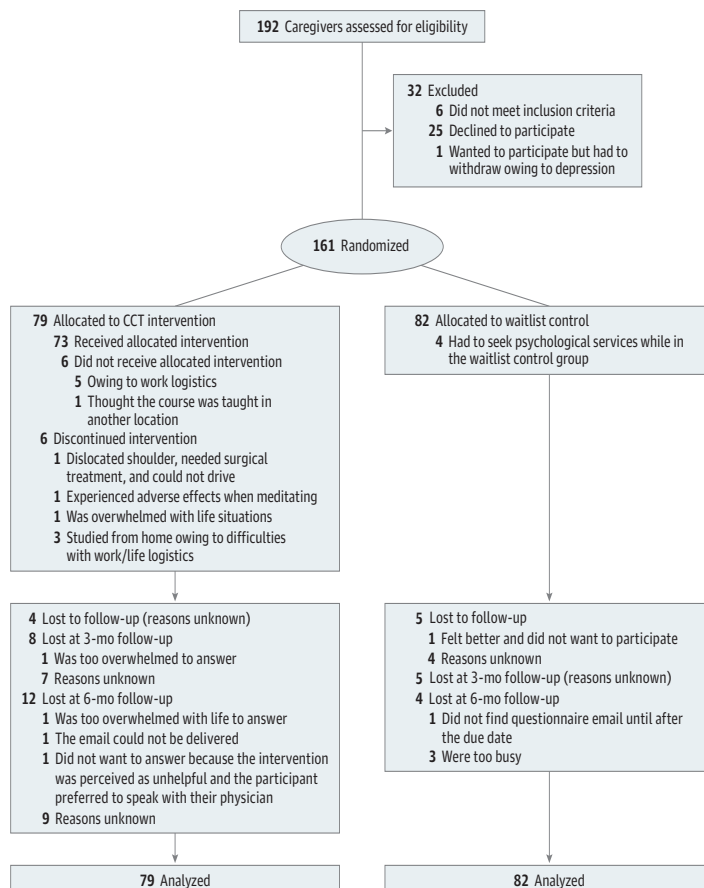 192 Caregivers assessed for eligibility
32 Excluded
6 Did not meet inclusion criteria
25 Declined to participate
1 Wanted to participate but had to
withdraw owing to depression
161 Randomized
79 Allocated to CCT intervention
73 Received allocated intervention
6 Did not receive allocated intervention
5 Owing to work logistics
1 Thought the course was taught in
another location
6 Discontinued intervention
1 Dislocated shoulder, needed surgical
treatment, and could not drive
1 Experienced adverse effects when meditating
1 Was overwhelmed with life situations
3 Studied from home owing to difficulties
with work/life logistics
82 Allocated to waitlist control
4 Had to seek psychological services while in
the waitlist control group
4 Lost to follow-up (reasons unknown)
8 Lost at 3-mo follow-up
1 Was too overwhelmed to answer
7 Reasons unknown
12 Lost at 6-mo follow-up
1 Was too overwhelmed with life to answer
1 The email could not be delivered
1 Did not want to answer because the intervention
was perceived as unhelpful and the participant
preferred to speak with their physician
9 Reasons unknown
5 Lost to follow-up
1 Felt better and did not want to participate
4 Reasons unknown
5 Lost at 3-mo follow-up (reasons unknown)
4 Lost at 6-mo follow-up
1 Did not find questionnaire email until after
the due date
3 Were too busy
79 Analyzed
82 Analyzed